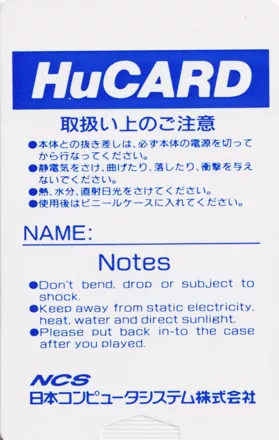 HuCARD
取扱い上のご注意
●本体との抜き差しは、必ず本体の電源を切って
から行なってください。
●静電気をさけ、曲げたり、落したり、衝撃を与え
ないでください。
●熱、水分、直射日光をさけてください。
●使用後はビニールケースに入れてください。
NAME:
Notes
●Don't bend, drop or subject to
shock.
●Keep away from static electricity,
heat, water and direct sunlight.
●Please put back in-to the case
after you played.
NCS
日本コンピュータシステム株式会社